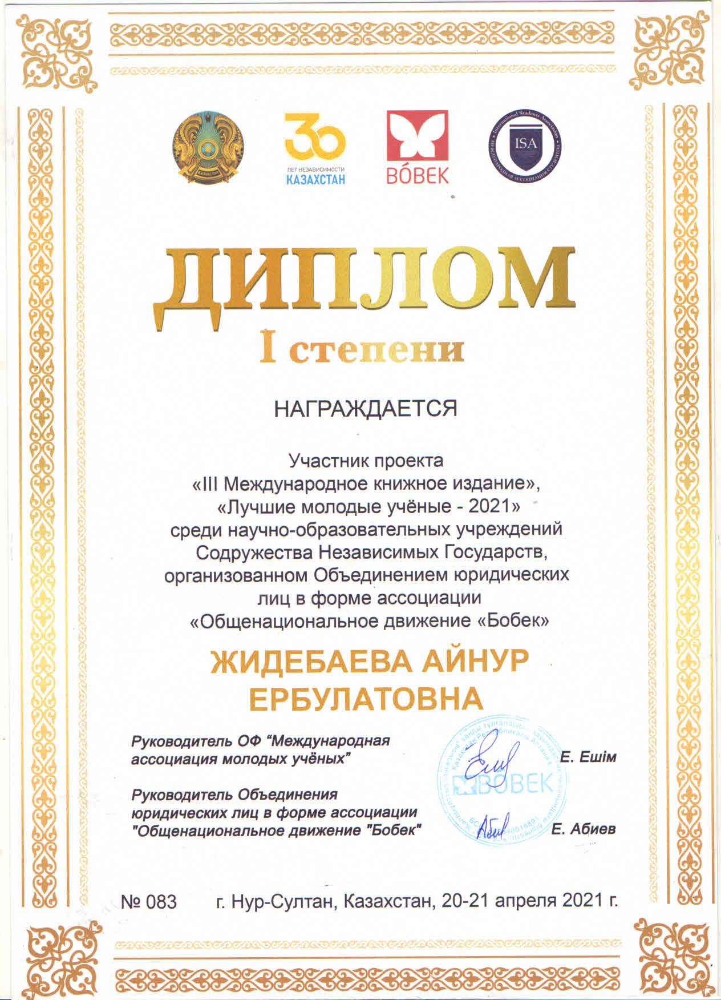 КАЗАХСТАН
30
ЛЕТ НЕЗАВИСИМОСТИ
КАЗАХСТАН
BÓBEK
International Students Association
ISA
МЕЖДУНАРОДНАЯ АССОЦИАЦИЯ СТУДЕНТОВ
ДИПЛОМ
I степени
НАГРАЖДАЕТСЯ
Участник проекта
«III Международное книжное издание»,
«Лучшие молодые учёные - 2021»
среди научно-образовательных учреждений
Содружества Независимых Государств,
организованном Объединением юридических
лиц в форме ассоциации
«Общенациональное движение «Бобек»
ЖИДЕБАЕВА АЙНУР
ЕРБУЛАТОВНА
Руководитель ОФ "Международная
ассоциация молодых учёных"
Е. Ешім
BÓBEK
Руководитель Объединения
юридических лиц в форме ассоциации
"Общенациональное движение "Бобек"
Е. Абиев
№ 083 г. Нур-Султан, Казахстан, 20-21 апреля 2021 г.